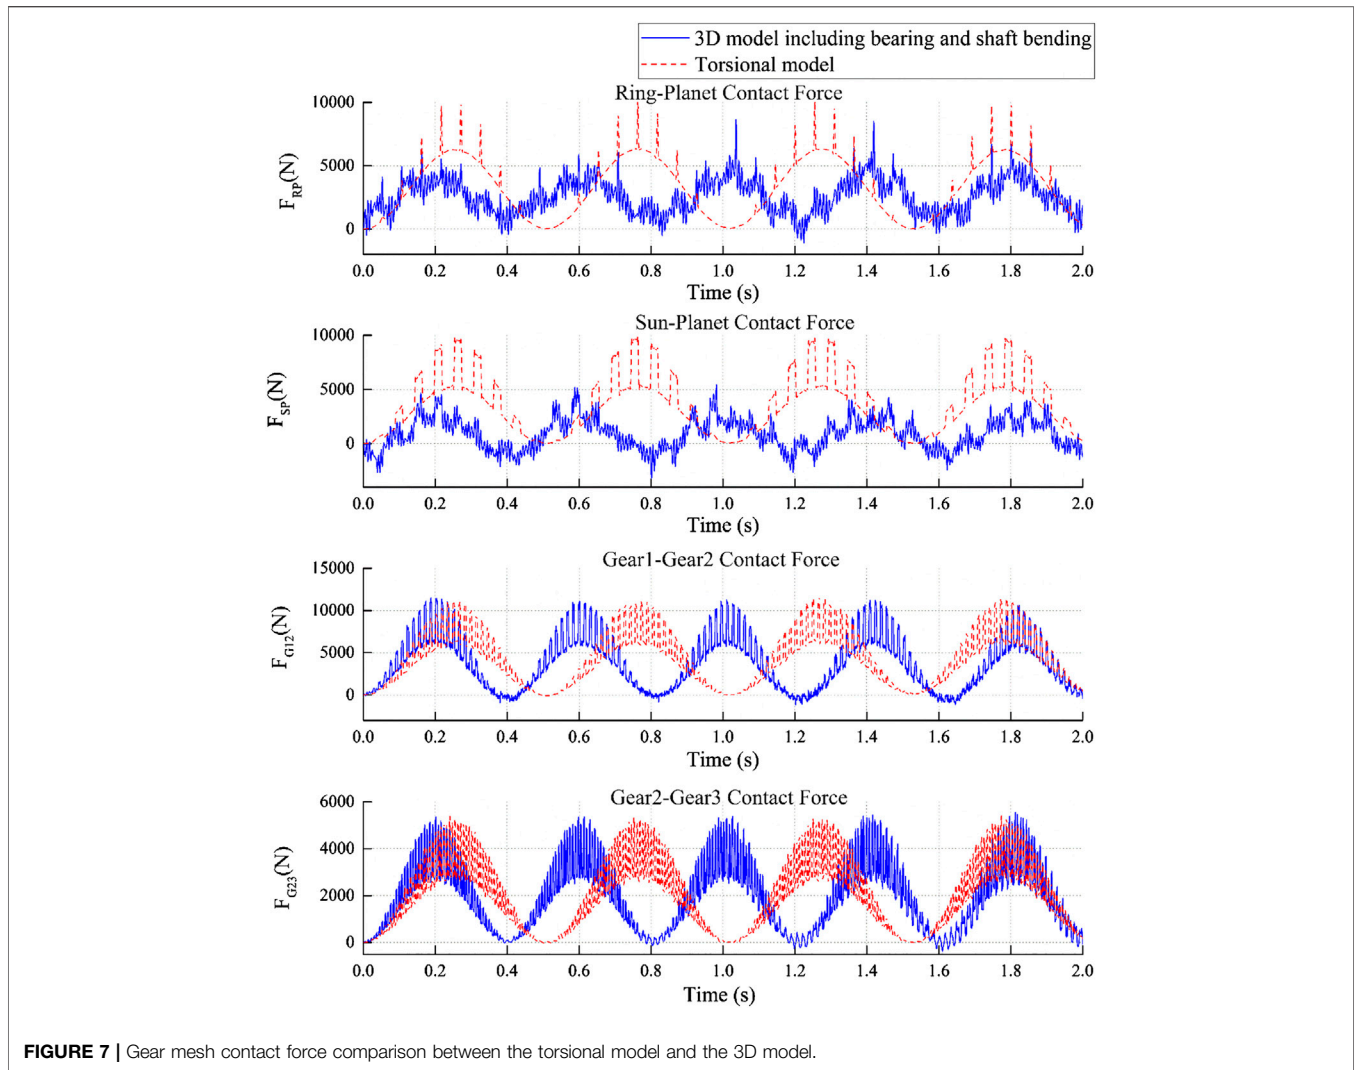 3D model including bearing and shaft bending
Torsional model
Ring-Planet Contact Force
10000
5000
0
F_RP(N)
0.0 0.2 0.4 0.6 0.8 1.0 1.2 1.4 1.6 1.8 2.0
Time (s)
Sun-Planet Contact Force
10000
5000
0
F_SP(N)
0.0 0.2 0.4 0.6 0.8 1.0 1.2 1.4 1.6 1.8 2.0
Time (s)
Gear1-Gear2 Contact Force
15000
10000
5000
0
F_G12(N)
0.0 0.2 0.4 0.6 0.8 1.0 1.2 1.4 1.6 1.8 2.0
Time (s)
Gear2-Gear3 Contact Force
6000
4000
2000
0
F_G23(N)
0.0 0.2 0.4 0.6 0.8 1.0 1.2 1.4 1.6 1.8 2.0
Time (s)
FIGURE 7 | Gear mesh contact force comparison between the torsional model and the 3D model.